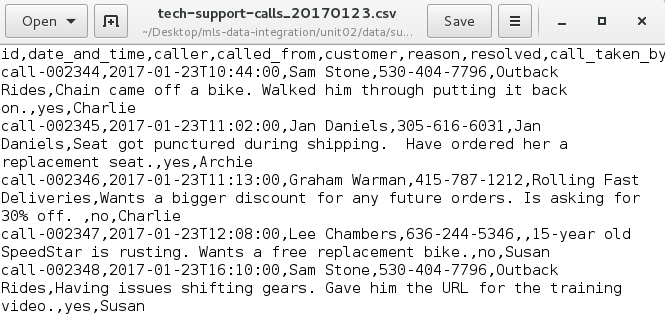 Open
tech-support-calls_20170123.csv
~/Desktop/mls-data-integration/unit02/data/su...
Save
id,date_and_time,caller,called_from,customer,reason,resolved,call_taken_by
call-002344,2017-01-23T10:44:00,Sam Stone,530-404-7796,Outback
Rides,Chain came off a bike. Walked him through putting it back
on.,yes,Charlie
call-002345,2017-01-23T11:02:00,Jan Daniels,305-616-6031,Jan
Daniels,Seat got punctured during shipping.  Have ordered her a
replacement seat.,yes,Archie
call-002346,2017-01-23T11:13:00,Graham Warman,415-787-1212,Rolling Fast
Deliveries,Wants a bigger discount for any future orders. Is asking for
30% off. ,no,Charlie
call-002347,2017-01-23T12:08:00,Lee Chambers,636-244-5346,,15-year old
SpeedStar is rusting. Wants a free replacement bike.,no,Susan
call-002348,2017-01-23T16:10:00,Sam Stone,530-404-7796,Outback
Rides,Having issues shifting gears. Gave him the URL for the training
video.,yes,Susan